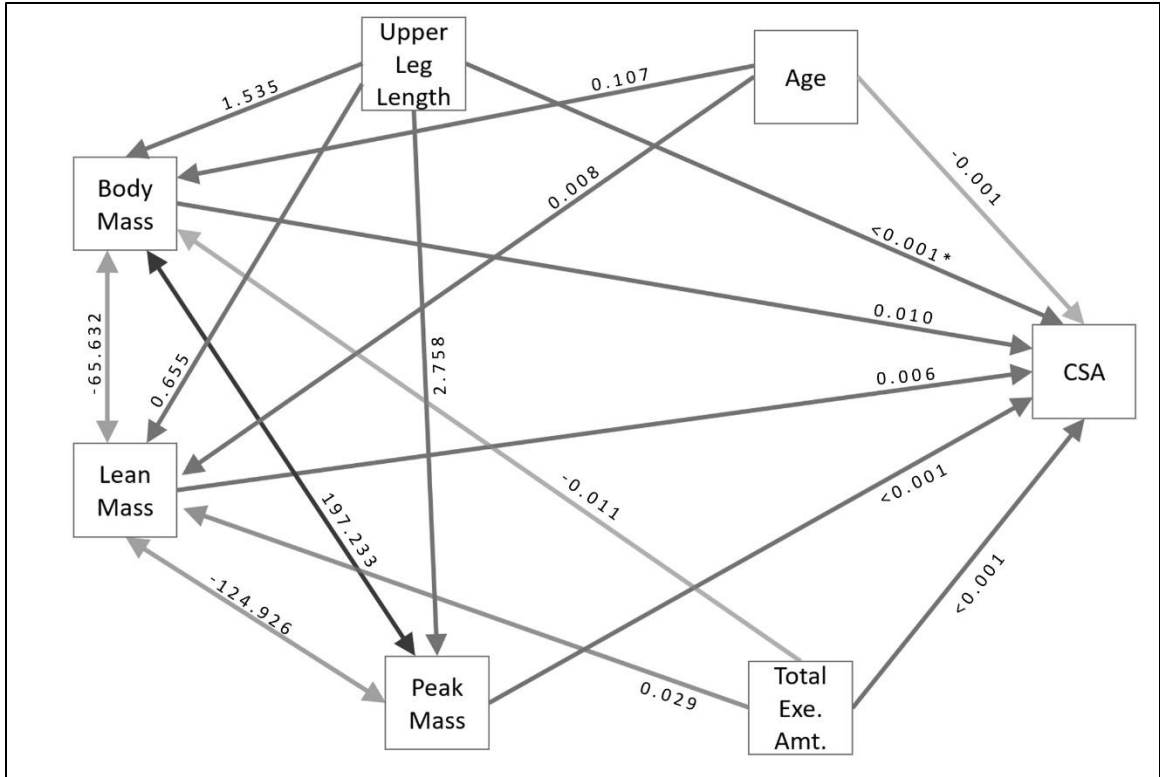 Upper
Leg
Length
Age
1.535
0.107
-0.001
Body
Mass
0.008
<0.001*
0.010
-65.632
0.655
2.758
0.006
CSA
Lean
Mass
-0.011
197.233
<0.001
-124.926
<0.001
0.029
Peak
Mass
Total
Exe.
Amt.